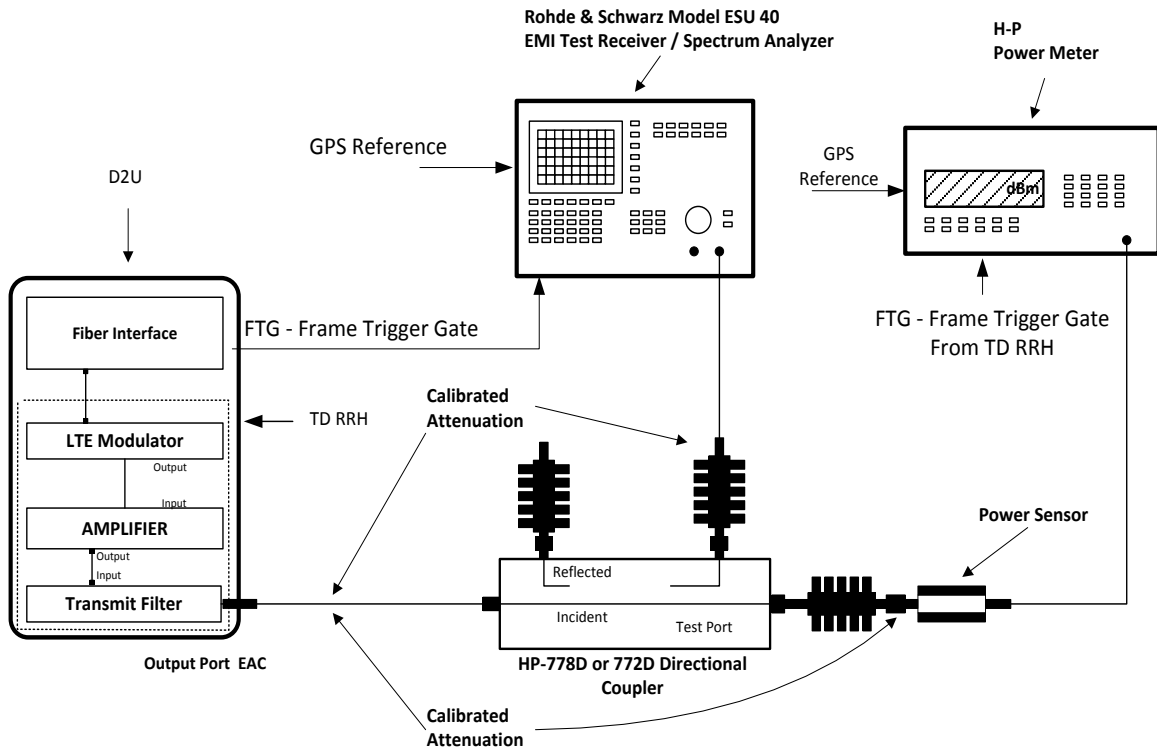 Rohde & Schwarz Model ESU 40
EMI Test Receiver / Spectrum Analyzer
H-P
Power Meter
GPS Reference
GPS
Reference
dBm
D2U
Fiber Interface
FTG - Frame Trigger Gate
FTG - Frame Trigger Gate
From TD RRH
Calibrated
Attenuation
TD RRH
LTE Modulator
Output
Input
AMPLIFIER
Output
Input
Transmit Filter
Power Sensor
Reflected
Incident
Test Port
Output Port EAC
HP-778D or 772D Directional
Coupler
Calibrated
Attenuation